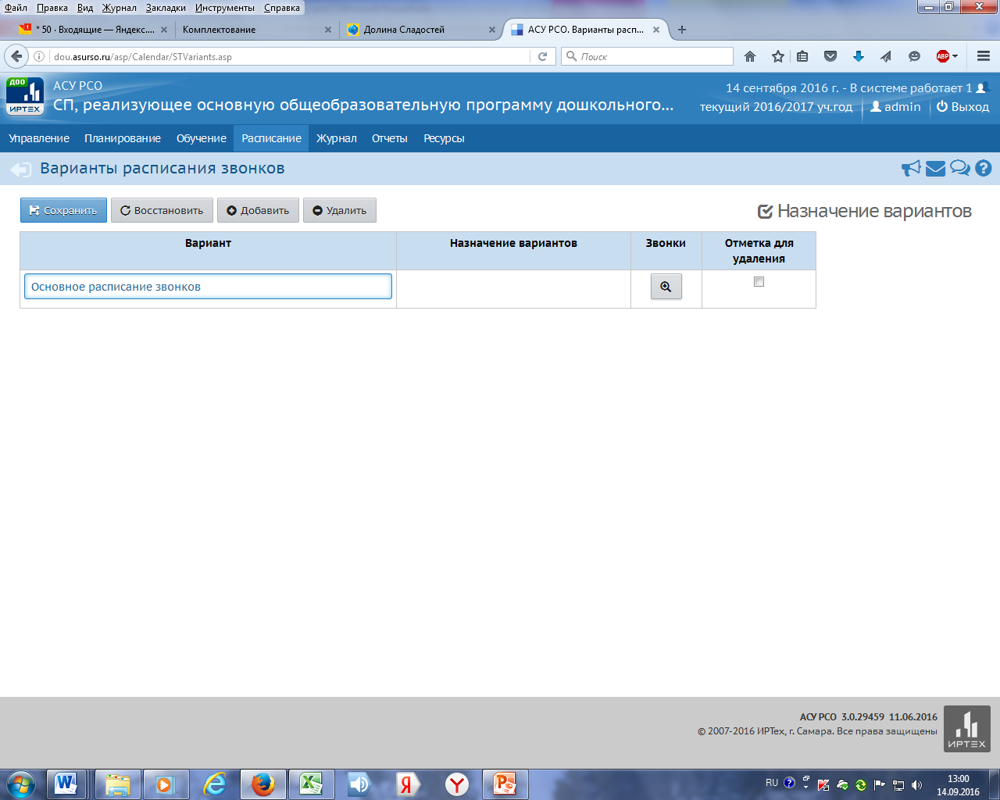 Файл Правка Вид Журнал Закладки Инструменты Справка
1 * 50 · Входящие — Яндекс.... Комплектование Долина Сладостей АСУ РСО. Варианты расп...
dou.asurso.ru/asp/Calendar/STVariants.asp Поиск ABP
ДОО
ИРТЕХ
АСУ РСО
СП, реализующее основную общеобразовательную программу дошкольного...
14 сентября 2016 г. - В системе работает 1
текущий 2016/2017 уч.год admin Выход
Управление Планирование Обучение Расписание Журнал Отчеты Ресурсы
Варианты расписания звонков
Сохранить Восстановить Добавить Удалить Назначение вариантов
Вариант Назначение вариантов Звонки Отметка для
удаления
Основное расписание звонков
АСУ РСО 3.0.29459 11.06.2016
© 2007-2016 ИРТех, г. Самара. Все права защищены
ИРТЕХ
RU
13:00
14.09.2016